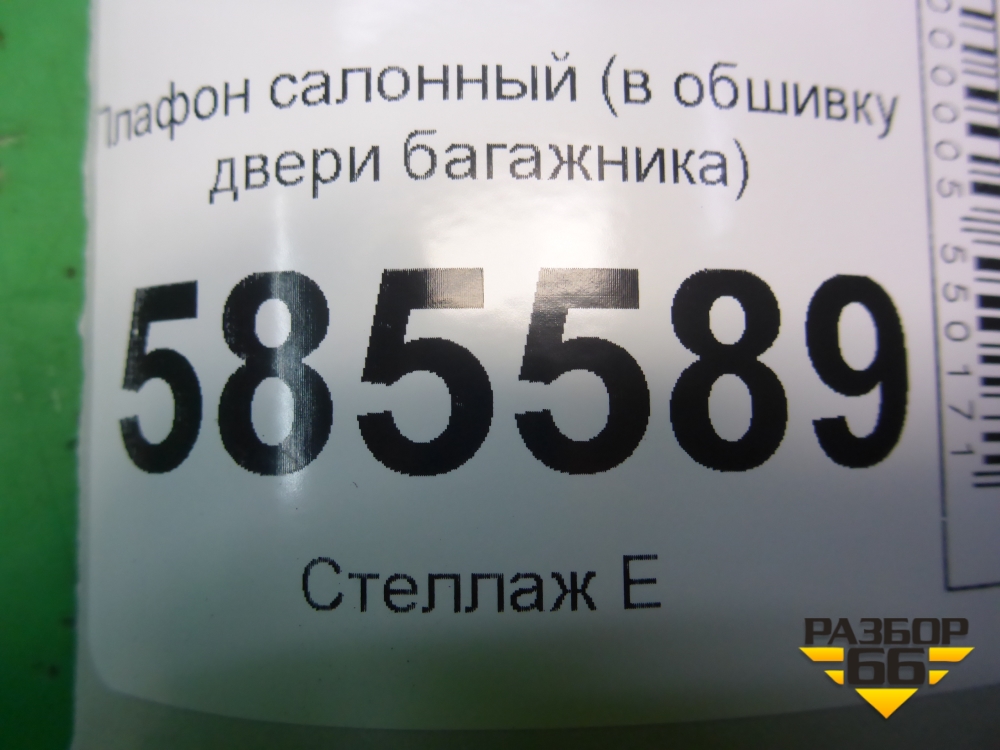 Плафон салонный (в обшивку
двери багажника)
585589
Стеллаж Е
РАЗБОР
66